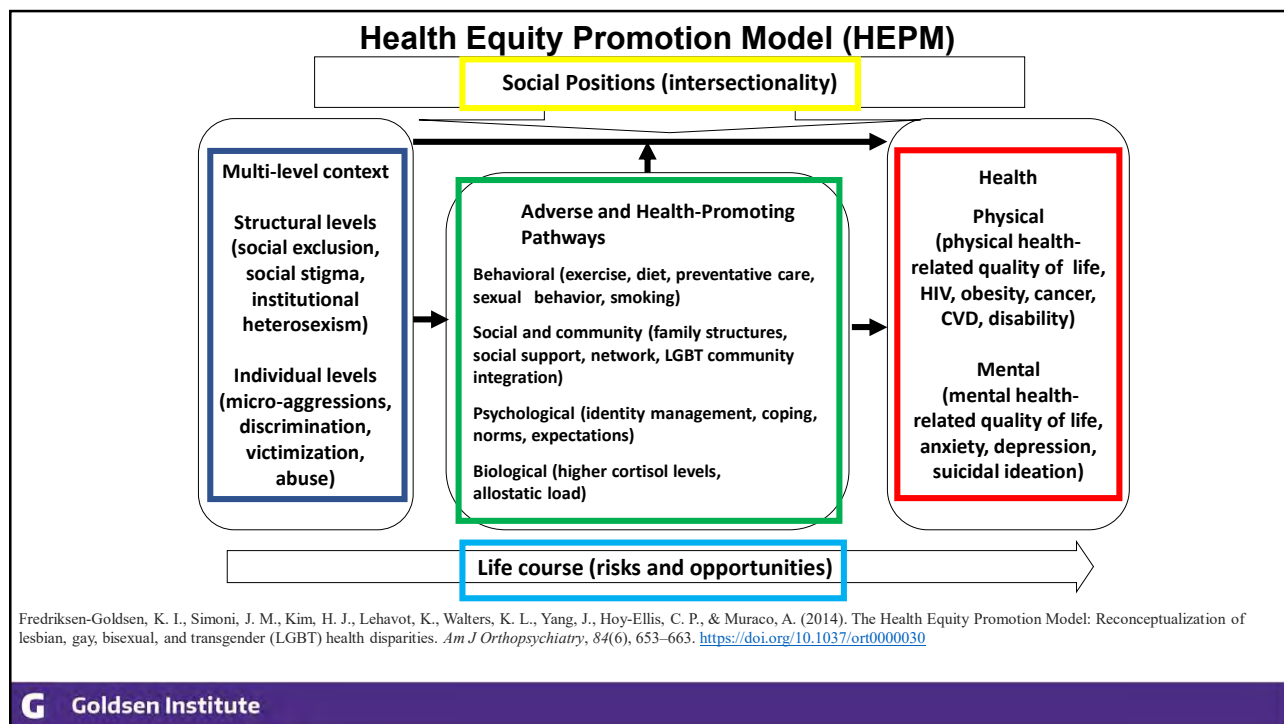 Health Equity Promotion Model (HEPM)
Social Positions (intersectionality)
Multi-level context
Structural levels
(social exclusion,
social stigma,
institutional
heterosexism)
Individual levels
(micro-aggressions,
discrimination,
victimization,
abuse)
Adverse and Health-Promoting
Pathways
Behavioral (exercise, diet, preventative care,
sexual behavior, smoking)
Social and community (family structures,
social support, network, LGBT community
integration)
Psychological (identity management, coping,
norms, expectations)
Biological (higher cortisol levels,
allostatic load)
Health
Physical
(physical health-
related quality of life,
HIV, obesity, cancer,
CVD, disability)
Mental
(mental health-
related quality of life,
anxiety, depression,
suicidal ideation)
Life course (risks and opportunities)
Fredriksen-Goldsen, K. I., Simoni, J. M., Kim, H. J., Lehavot, K., Walters, K. L., Yang, J., Hoy-Ellis, C. P., & Muraco, A. (2014). The Health Equity Promotion Model: Reconceptualization of
lesbian, gay, bisexual, and transgender (LGBT) health disparities. Am J Orthopsychiatry, 84(6), 653–663. https://doi.org/10.1037/ort0000030
G Goldsen Institute